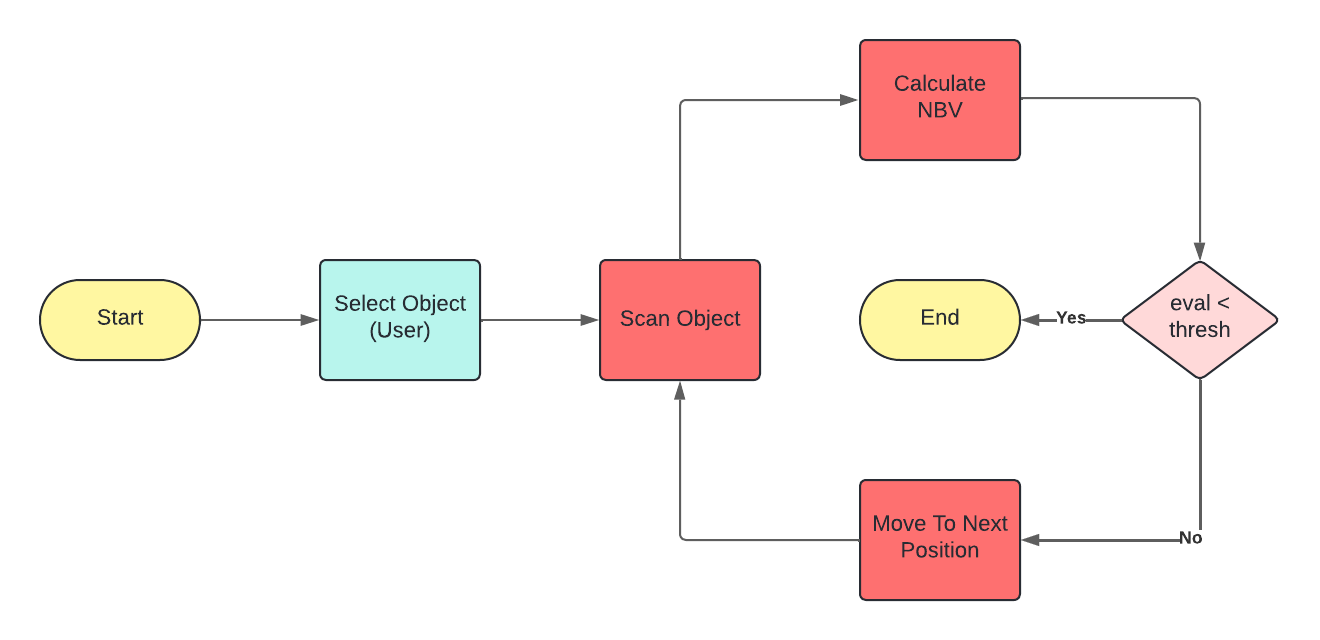 Start
Select Object
(User)
Scan Object
Calculate
NBV
eval <
thresh
Yes
End
No
Move To Next
Position